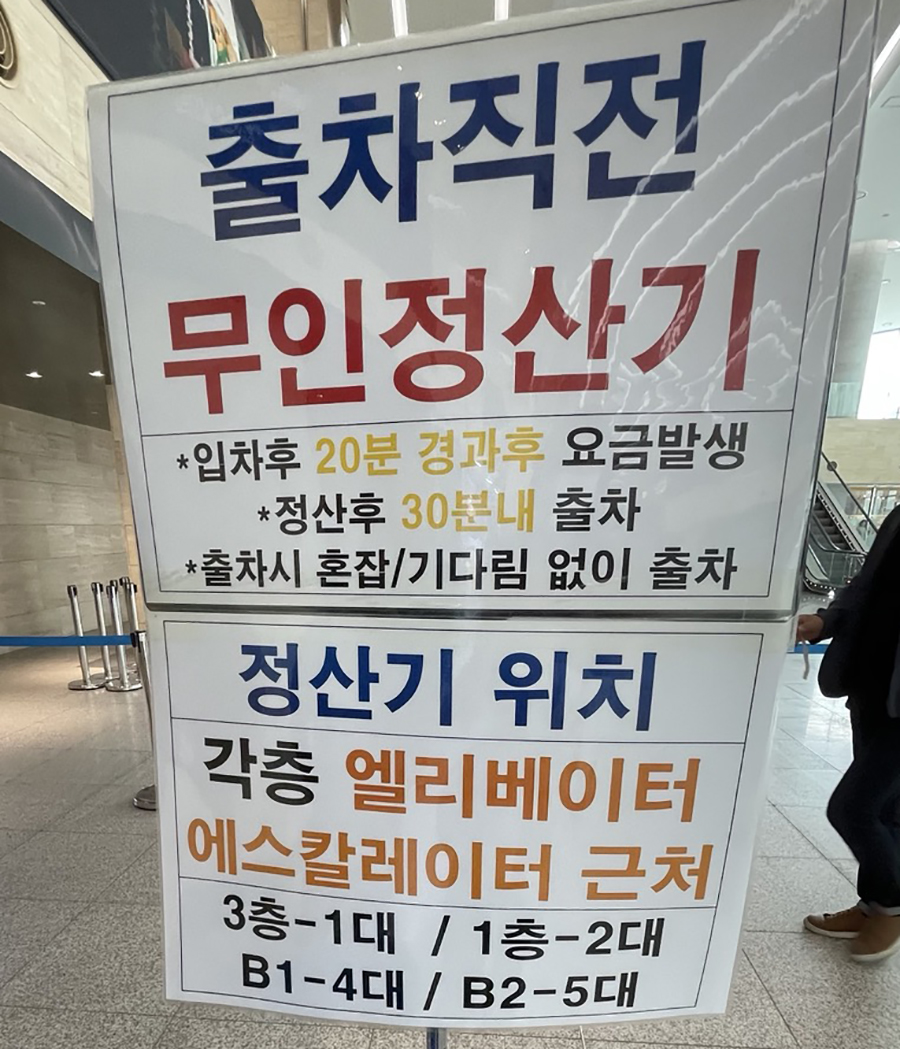 출차직전
무인정산기
*입차후 20분 경과후 요금발생
*정산후 30분내 출차
*출차시 혼잡/기다림 없이 출차
정산기 위치
각층 엘리베이터
에스칼레이터 근처
3층-1대 / 1층-2대
B1-4대 / B2-5대